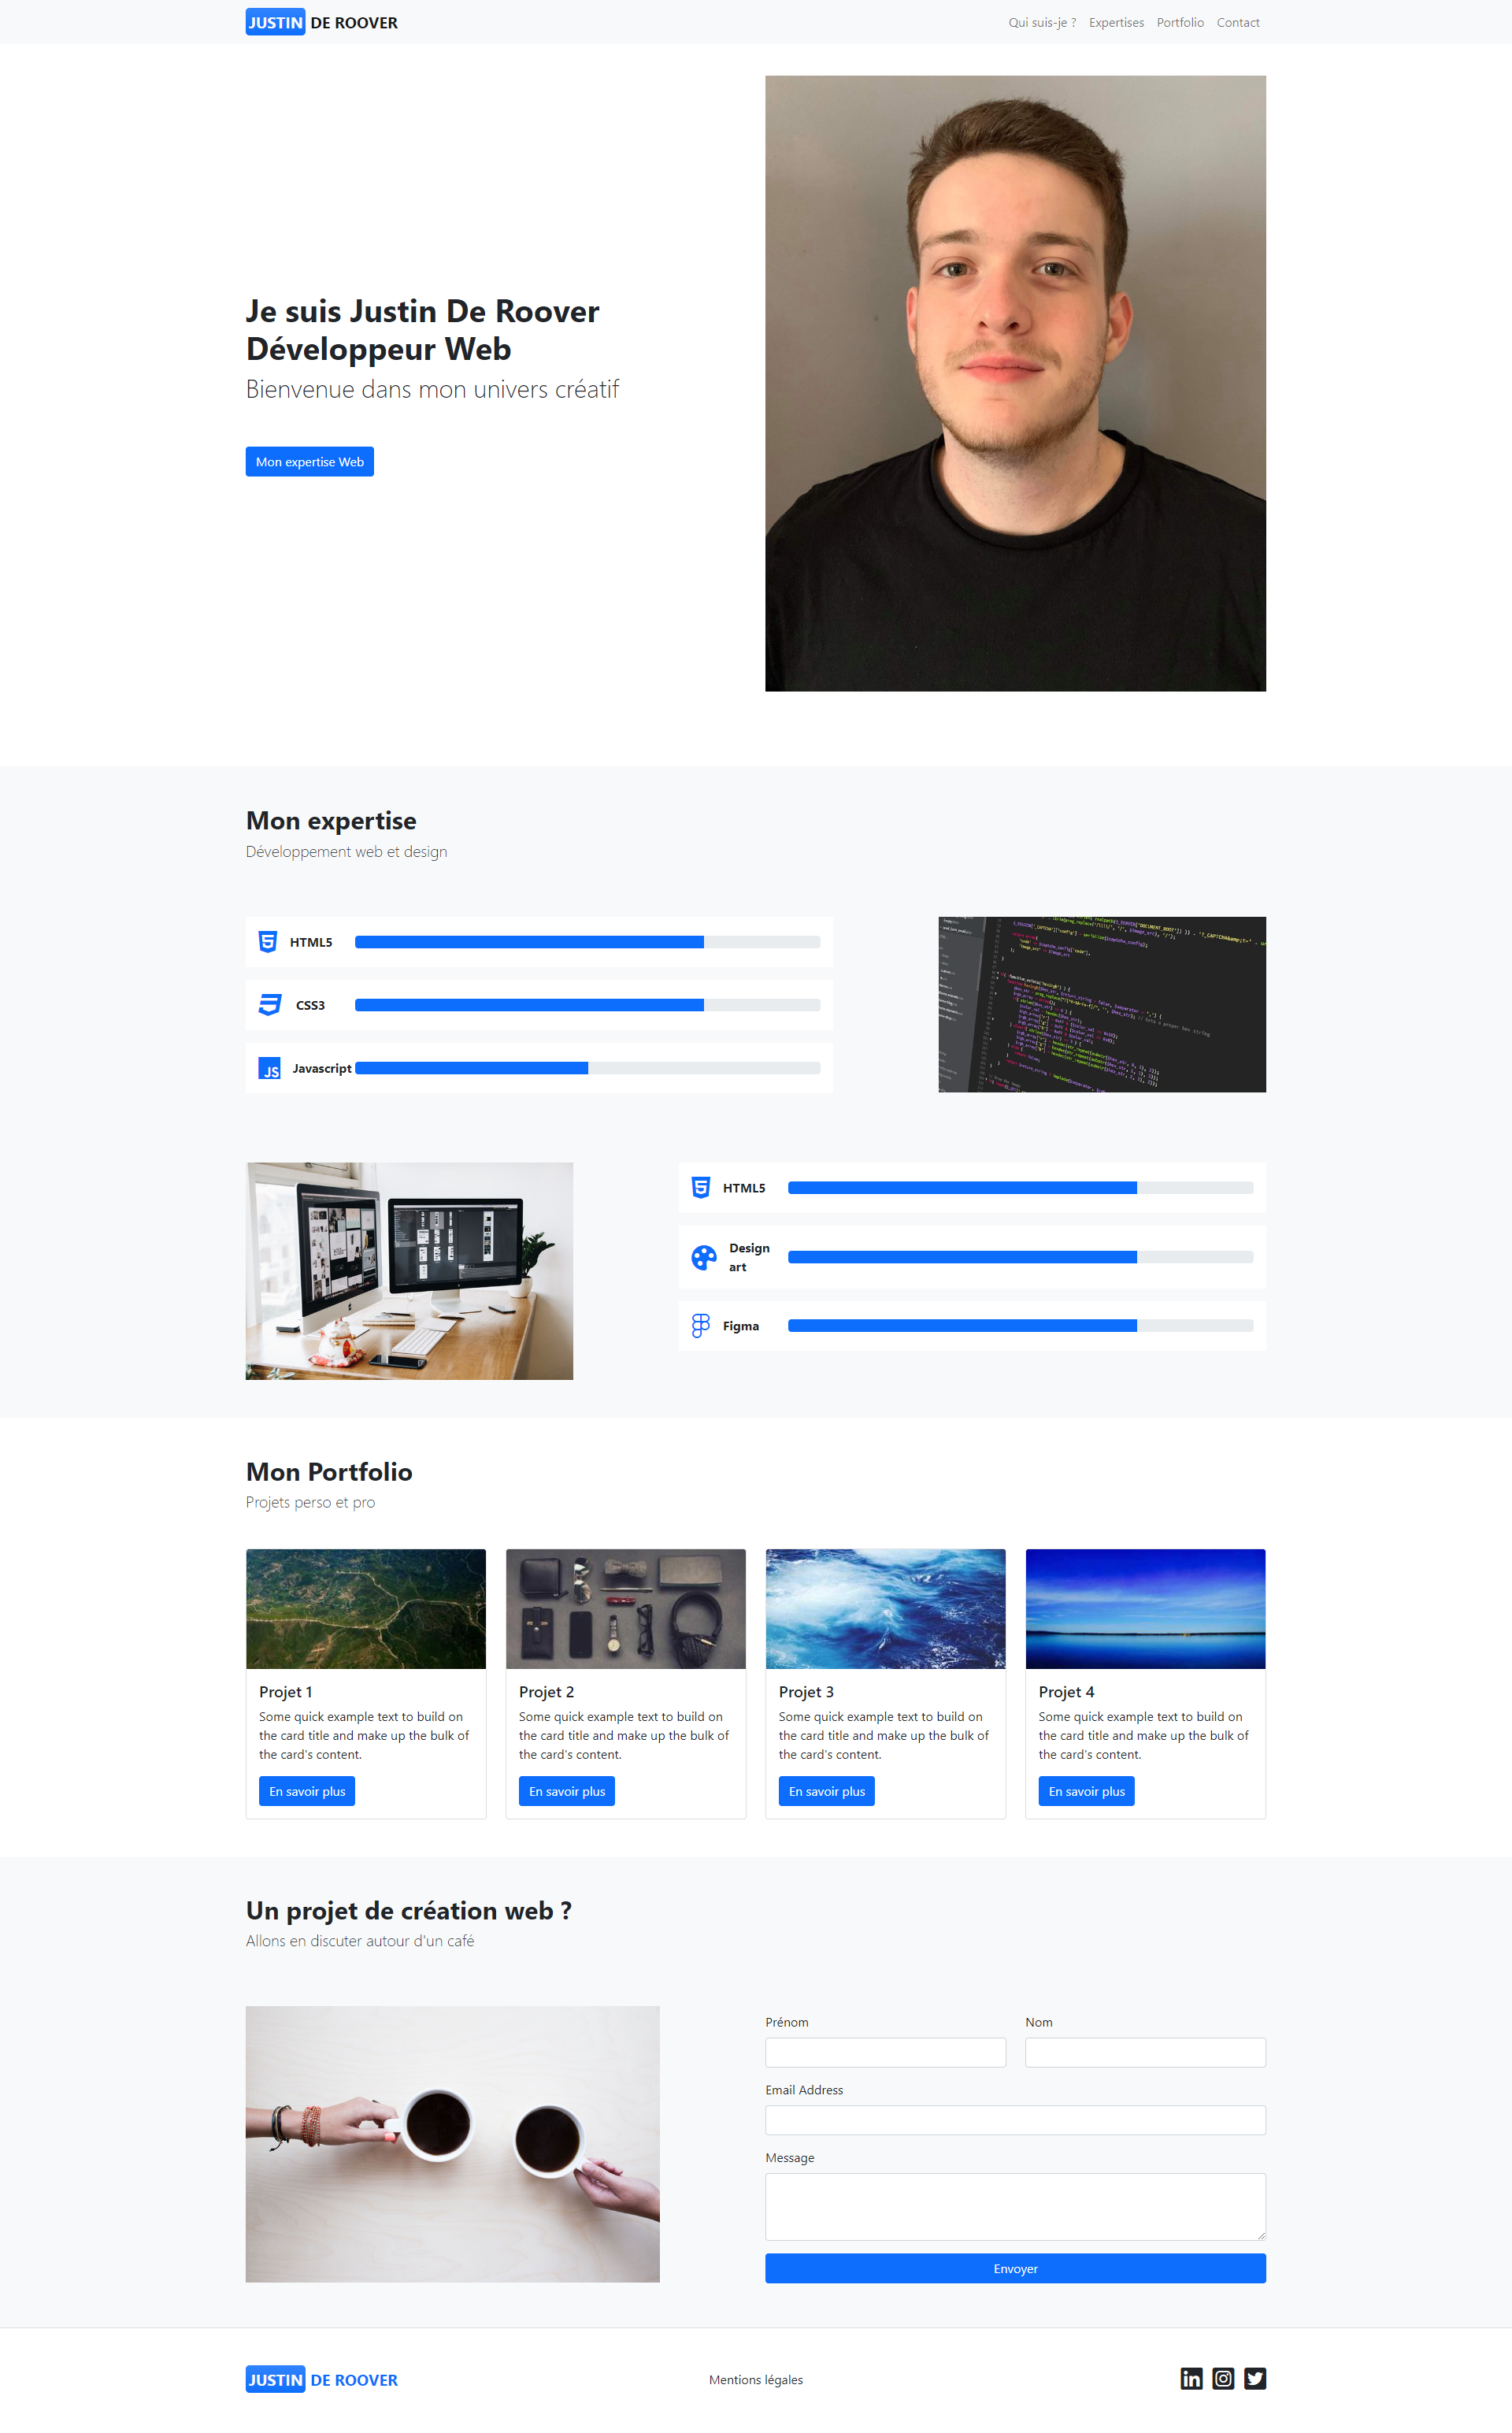 JUSTIN DE ROOVER
Qui suis-je ? Expertises Portfolio Contact
Je suis Justin De Roover
Développeur Web
Bienvenue dans mon univers créatif
Mon expertise Web
Mon expertise
Développement web et design
HTML5
CSS3
JS Javascript
HTML5
Design
art
Figma
Mon Portfolio
Projets perso et pro
Projet 1
Some quick example text to build on
the card title and make up the bulk of
the card's content.
En savoir plus
Projet 2
Some quick example text to build on
the card title and make up the bulk of
the card's content.
En savoir plus
Projet 3
Some quick example text to build on
the card title and make up the bulk of
the card's content.
En savoir plus
Projet 4
Some quick example text to build on
the card title and make up the bulk of
the card's content.
En savoir plus
Un projet de création web ?
Allons en discuter autour d'un café
Prénom Nom
Email Address
Message
Envoyer
JUSTIN DE ROOVER
Mentions légales